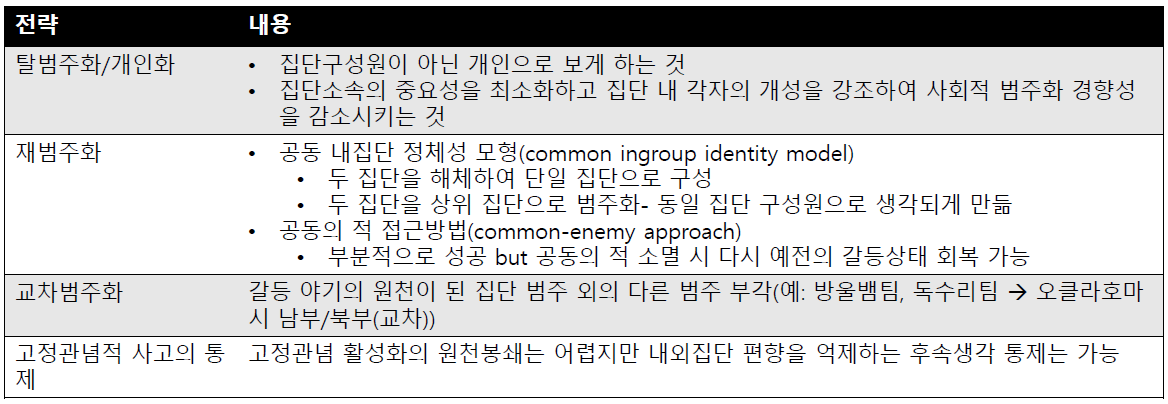 전략 내용
탈범주화/개인화
• 집단구성원이 아닌 개인으로 보게 하는 것
• 집단소속의 중요성을 최소화하고 집단 내 각자의 개성을 강조하여 사회적 범주화 경향성
을 감소시키는 것
재범주화
• 공동 내집단 정체성 모형(common ingroup identity model)
• 두 집단을 해체하여 단일 집단으로 구성
• 두 집단을 상위 집단으로 범주화- 동일 집단 구성원으로 생각되게 만듦
• 공동의 적 접근방법(common-enemy approach)
• 부분적으로 성공 but 공동의 적 소멸 시 다시 예전의 갈등상태 회복 가능
교차범주화
갈등 야기의 원천이 된 집단 범주 외의 다른 범주 부각(예: 방울뱀팀, 독수리팀 → 오클라호마
시 남부/북부(교차))
고정관념적 사고의 통
제
고정관념 활성화의 원천봉쇄는 어렵지만 내외집단 편향을 억제하는 후속생각 통제는 가능